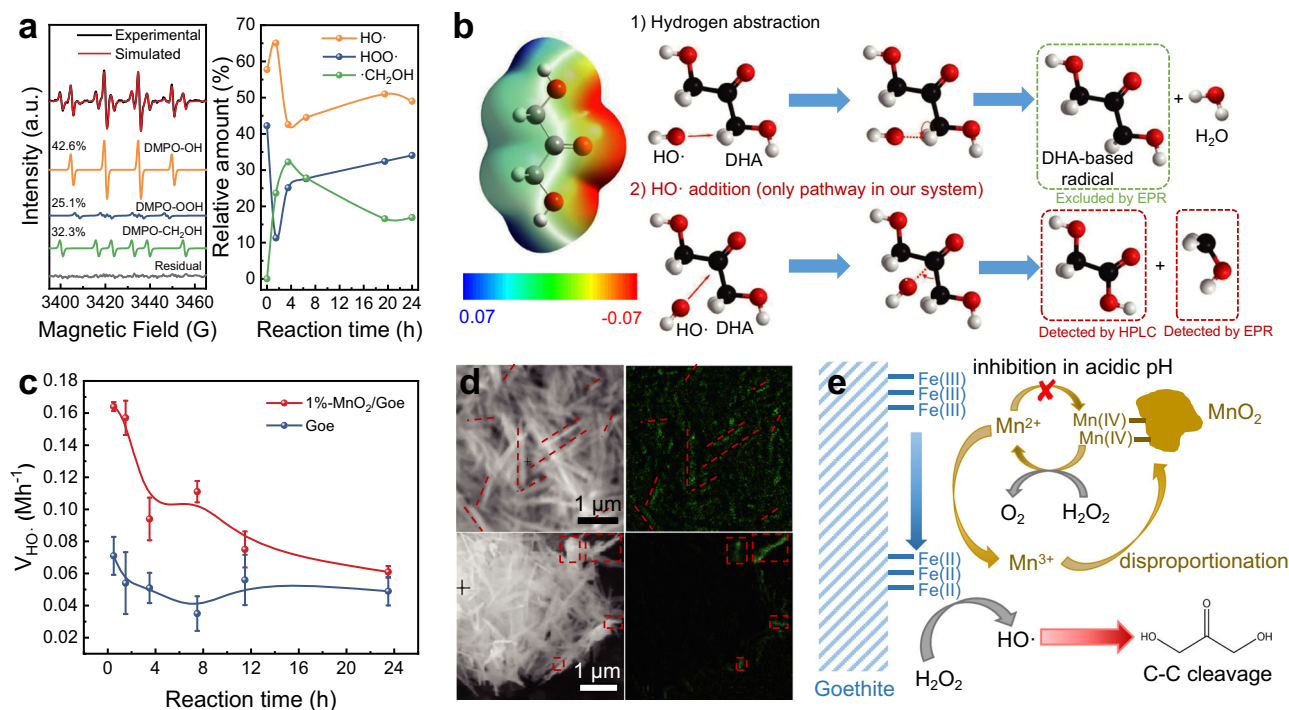 a
Experimental
Simulated
42.6%
DMPO-OH
25.1%
DMPO-OOH
32.3%
DMPO-CH₂OH
Residual
Intensity (a.u.)
3400 3420 3440 3460
Magnetic Field (G)
HO·
HOO·
·CH₂OH
Relative amount (%)
80
70
60
50
40
30
20
10
0
0 4 8 12 16 20 24
Reaction time (h)
b
0.07
-0.07
1) Hydrogen abstraction
HO·
DHA
DHA-based
radical
+
H₂O
Excluded by EPR
2) HO· addition (only pathway in our system)
HO·
DHA
+
Detected by HPLC
Detected by EPR
c
1%-MnO₂/Goe
Goe
V_HO· (Mh⁻¹)
0.18
0.16
0.14
0.12
0.10
0.08
0.06
0.04
0.02
0 4 8 12 16 20 24
Reaction time (h)
d
1 μm
1 μm
e
inhibition in acidic pH
Fe(III)
Fe(III)
Fe(III)
Mn²⁺
Mn(IV)
Mn(IV)
MnO₂
O₂
H₂O₂
Fe(II)
Fe(II)
Fe(II)
Mn³⁺
disproportionation
HO·
HO
O
OH
H₂O₂
C-C cleavage
Goethite